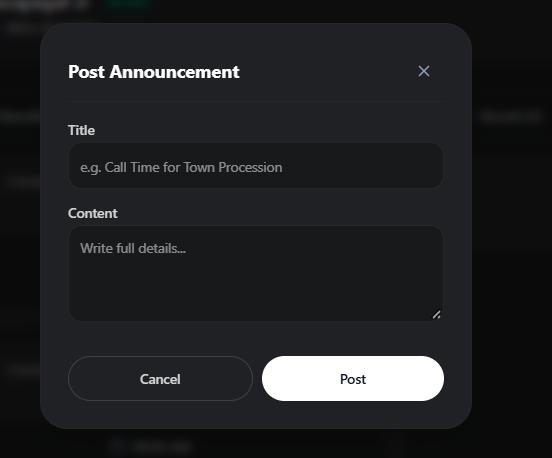 Post Announcement
Title
e.g. Call Time for Town Procession
Content
Write full details...
Cancel
Post